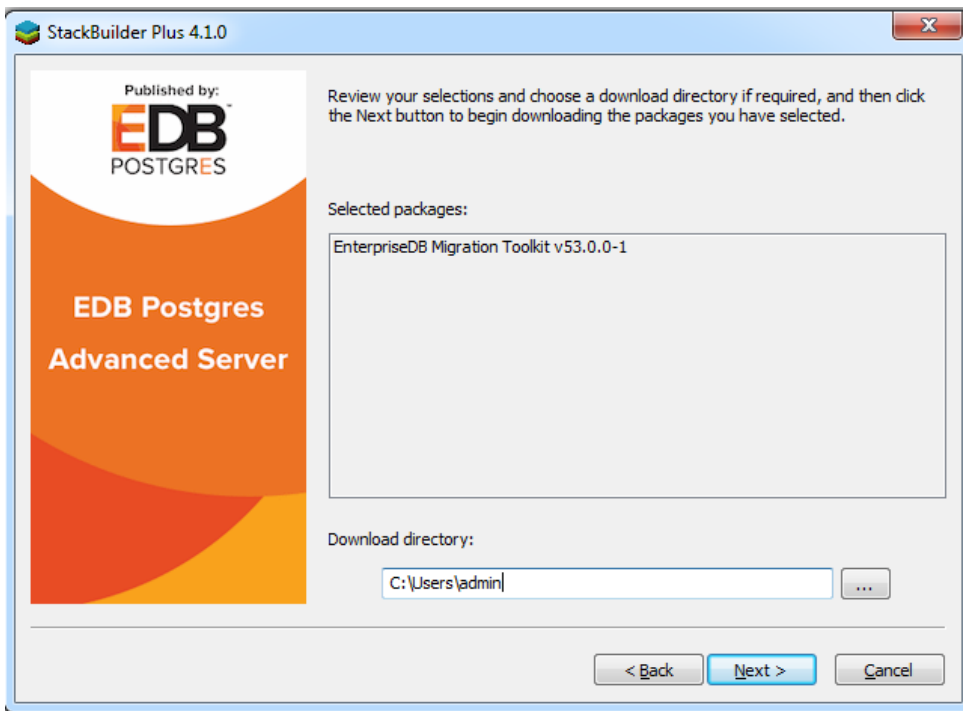 StackBuilder Plus 4.1.0
Published by:
EDB™
POSTGRES
EDB Postgres
Advanced Server
Review your selections and choose a download directory if required, and then click
the Next button to begin downloading the packages you have selected.
Selected packages:
EnterpriseDB Migration Toolkit v53.0.0-1
Download directory:
C:\Users\admin
...
< Back
Next >
Cancel